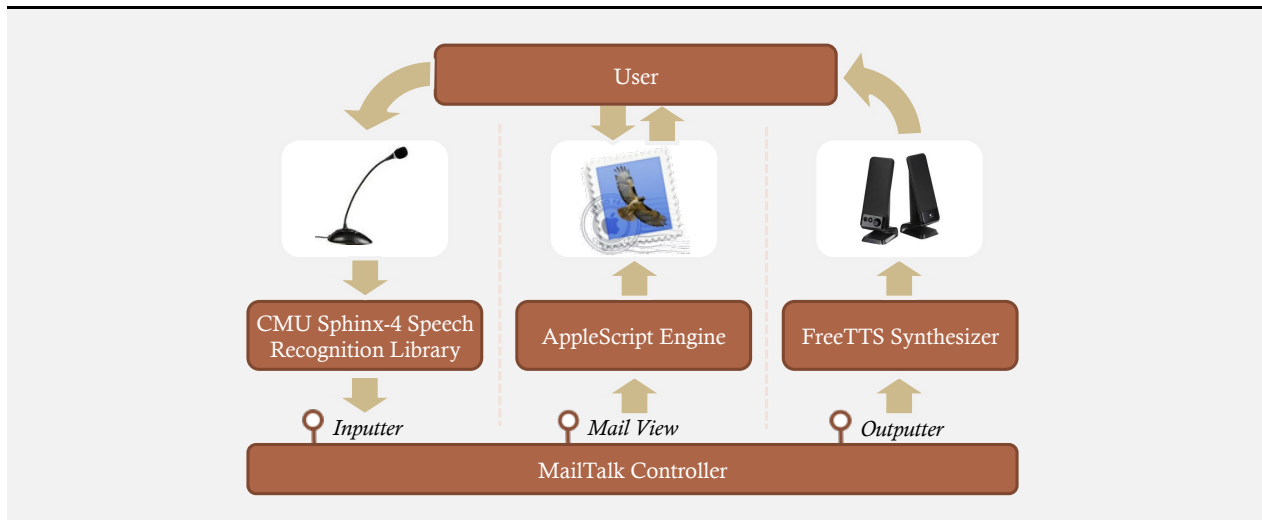 User
CMU Sphinx-4 Speech
Recognition Library
AppleScript Engine
FreeTTS Synthesizer
Inputter
Mail View
Outputter
MailTalk Controller